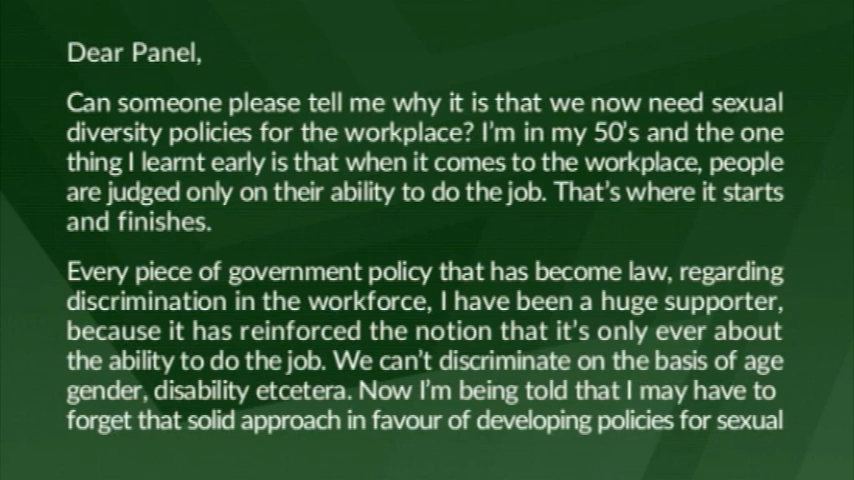 Dear Panel,
Can someone please tell me why it is that we now need sexual
diversity policies for the workplace? I'm in my 50's and the one
thing I learnt early is that when it comes to the workplace, people
are judged only on their ability to do the job. That's where it starts
and finishes.
Every piece of government policy that has become law, regarding
discrimination in the workforce, I have been a huge supporter,
because it has reinforced the notion that it's only ever about
the ability to do the job. We can't discriminate on the basis of age
gender, disability etcetera. Now I'm being told that I may have to
forget that solid approach in favour of developing policies for sexual